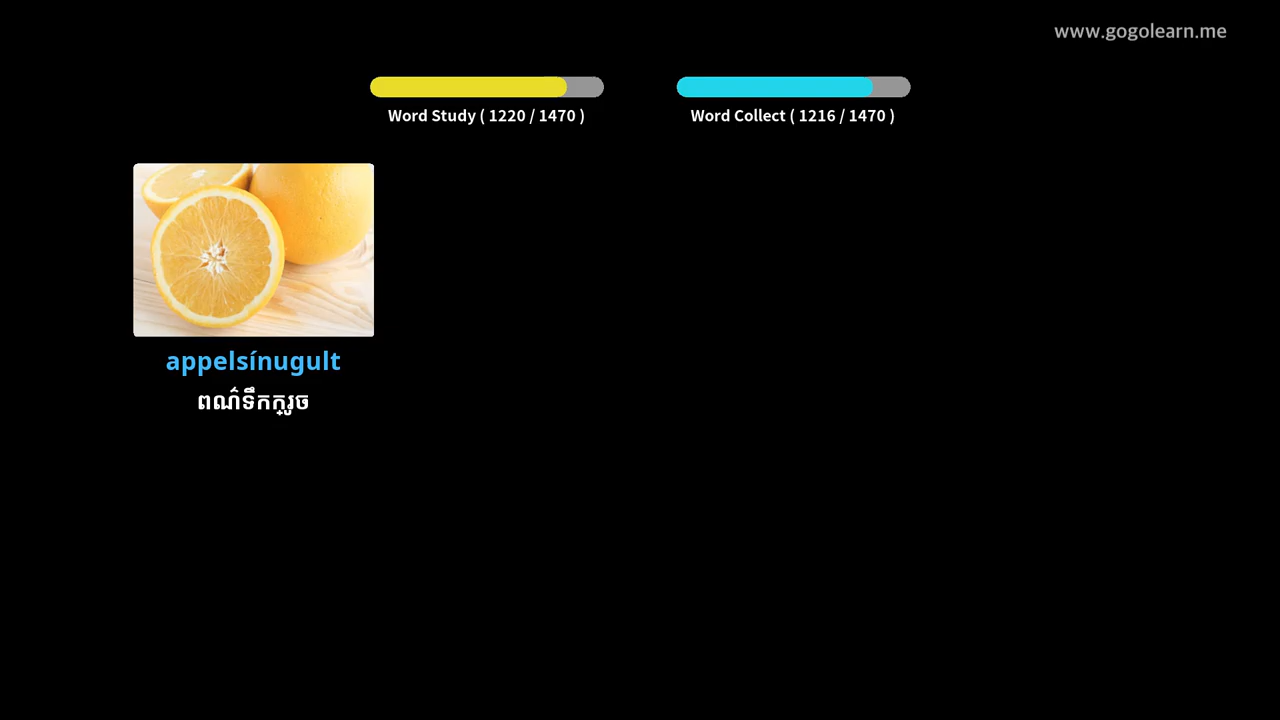 www.gogolearn.me
Word Study ( 1220 / 1470 )
Word Collect ( 1216 / 1470 )
appelsínugult
ពណ៌ទឹកក្រូច